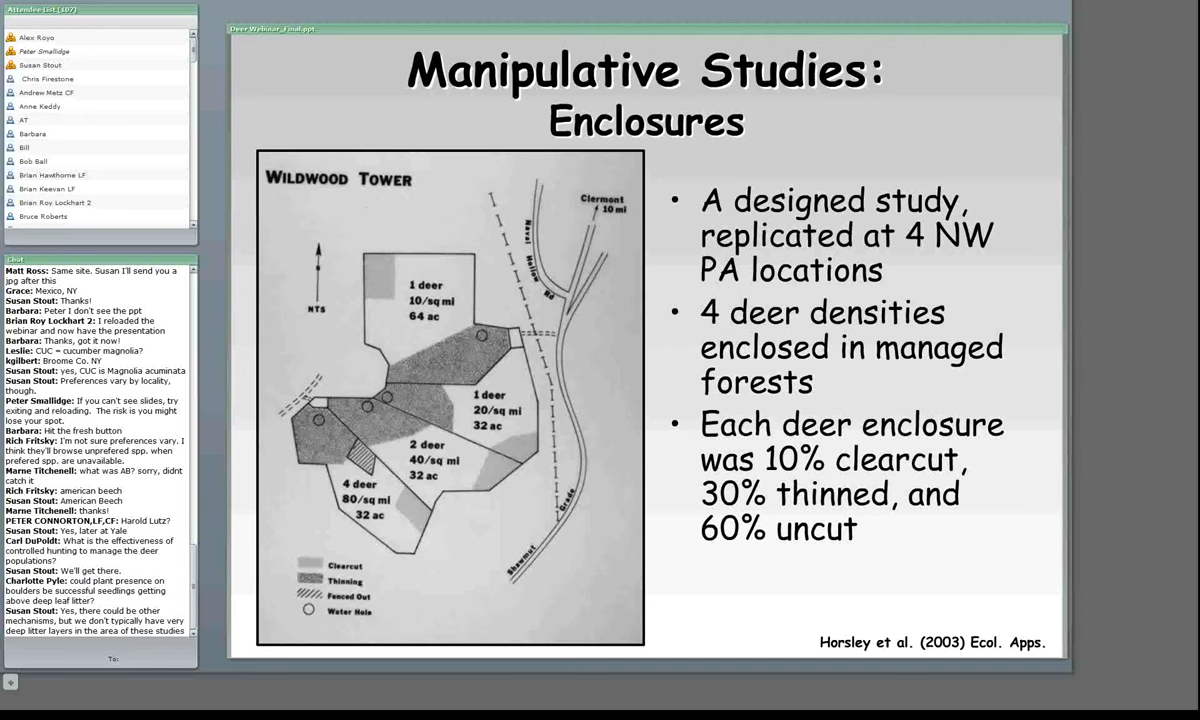 Attendee List (107)
Alex Royo
Peter Smallidge
Susan Stout
Chris Firestone
Andrew Metz CF
Anne Keddy
AT
Barbara
Bill
Bob Ball
Brian Hawthorne LF
Brian Keevan LF
Brian Roy Lockhart 2
Bruce Roberts
Chat
Matt Ross: Same site. Susan I'll send you a
jpg after this
Grace: Mexico, NY
Susan Stout: Thanks!
Barbara: Peter I don't see the ppt
Brian Roy Lockhart 2: I reloaded the
webinar and now have the presentation
Barbara: Thanks, got it now!
Leslie: CUC = cucumber magnolia?
kgilbert: Broome Co. NY
Susan Stout: yes, CUC is Magnolia acuminata
Susan Stout: Preferences vary by locality,
though.
Peter Smallidge: If you can't see slides, try
exiting and reloading. The risk is you might
lose your spot.
Barbara: Hit the fresh button
Rich Fritsky: I'm not sure preferences vary. I
think they'll browse unprefered spp. when
prefered spp. are unavailable.
Marne Titchenell: what was AB? sorry, didnt
catch it
Rich Fritsky: american beech
Susan Stout: American Beech
Marne Titchenell: thanks!
PETER CONNORTON,LF,CF: Harold Lutz?
Susan Stout: Yes, later at Yale
Carl DuPoldt: What is the effectiveness of
controlled hunting to manage the deer
populations?
Susan Stout: We'll get there.
Charlotte Pyle: could plant presence on
boulders be successful seedlings getting
above deep leaf litter?
Susan Stout: Yes, there could be other
mechanisms, but we don't typically have very
deep litter layers in the area of these studies
To:
Deer Webinar_Final.ppt
Manipulative Studies:
Enclosures
WILDWOOD TOWER
Clermont
10 mi
Naval Hollow Rd
NTS
1 deer
10/sq mi
64 ac
1 deer
20/sq mi
32 ac
2 deer
40/sq mi
32 ac
4 deer
80/sq mi
32 ac
Shawmut Grade
Clearcut
Thinning
Fenced Out
Water Hole
• A designed study,
replicated at 4 NW
PA locations
• 4 deer densities
enclosed in managed
forests
• Each deer enclosure
was 10% clearcut,
30% thinned, and
60% uncut
Horsley et al. (2003) Ecol. Apps.